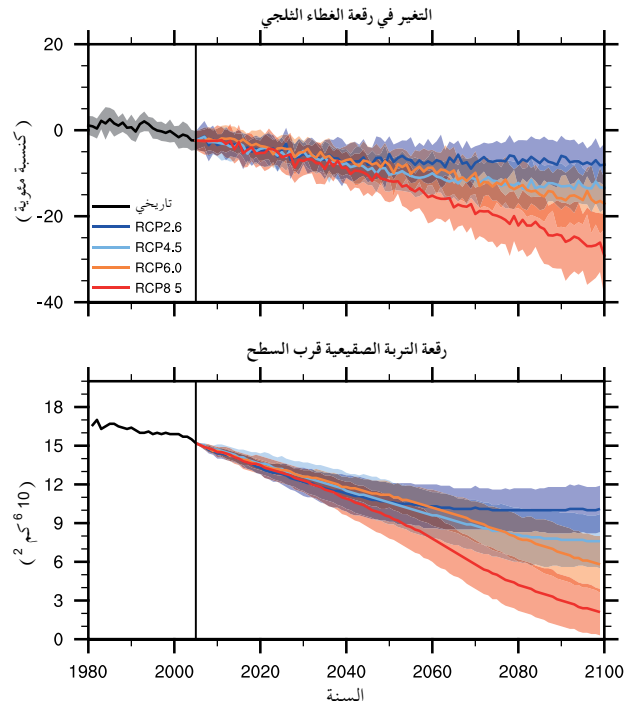 التغير في رقعة الغطاء الثلجي
20
0
-20
-40
(كنسبة مئوية)
تاريخي
RCP2.6
RCP4.5
RCP6.0
RCP8 5
رقعة التربة الصقيعية قرب السطح
18
15
12
9
6
3
0
(10 6 كم 2)
1980 2000 2020 2040 2060 2080 2100
السنة